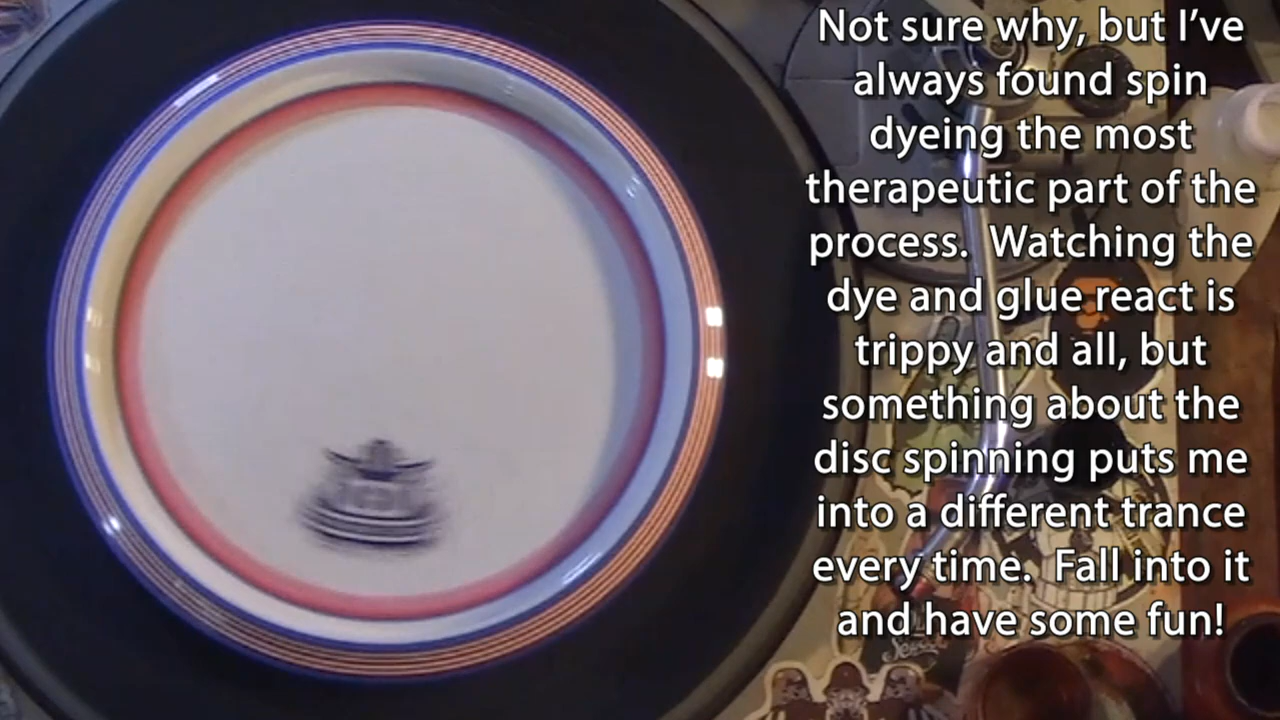 Not sure why, but I’ve
always found spin
dyeing the most
therapeutic part of the
process.  Watching the
dye and glue react is
trippy and all, but
something about the
disc spinning puts me
into a different trance
every time.  Fall into it
and have some fun!